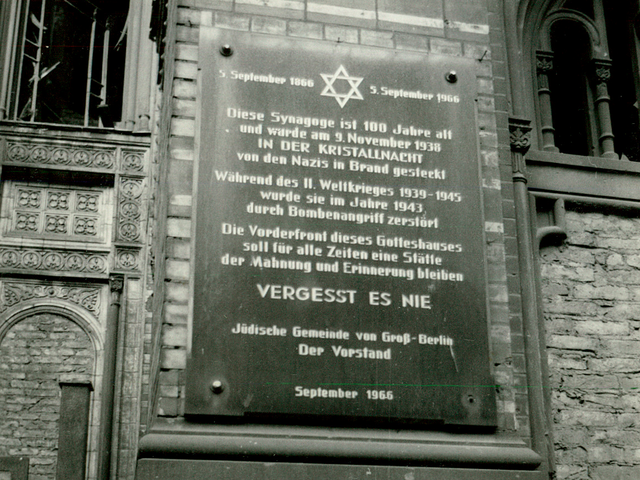 5. September 1866 5. September 1966
Diese Synagoge ist 100 Jahre alt
und wurde am 9. November 1938
IN DER KRISTALLNACHT
von den Nazis in Brand gesteckt
Während des II. Weltkrieges 1939-1945
wurde sie im Jahre 1943
durch Bombenangriff zerstört
Die Vorderfront dieses Gotteshauses
soll für alle Zeiten eine Stätte
der Mahnung und Erinnerung bleiben
VERGESST ES NIE
Jüdische Gemeinde von Groß-Berlin
Der Vorstand
September 1966